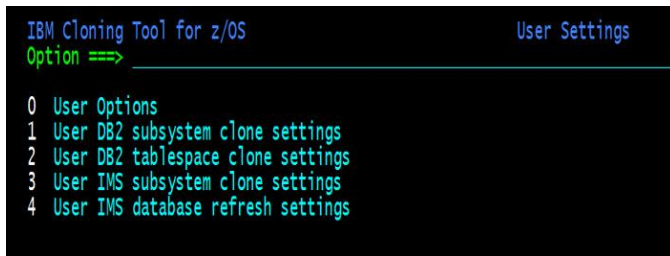 IBM Cloning Tool for z/OS User Settings
Option ===>
0 User Options
1 User DB2 subsystem clone settings
2 User DB2 tablespace clone settings
3 User IMS subsystem clone settings
4 User IMS database refresh settings